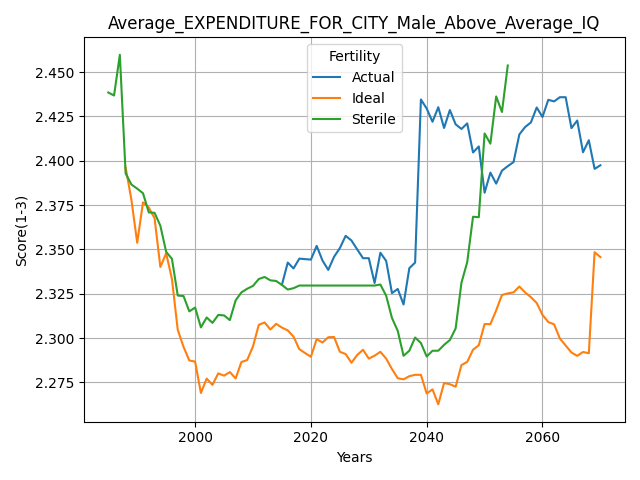 Average_EXPENDITURE_FOR_CITY_Male_Above_Average_IQ
Fertility
Actual
Ideal
Sterile
2.450
2.425
2.400
2.375
2.350
2.325
2.300
2.275
Score(1-3)
2000
2020
2040
2060
Years